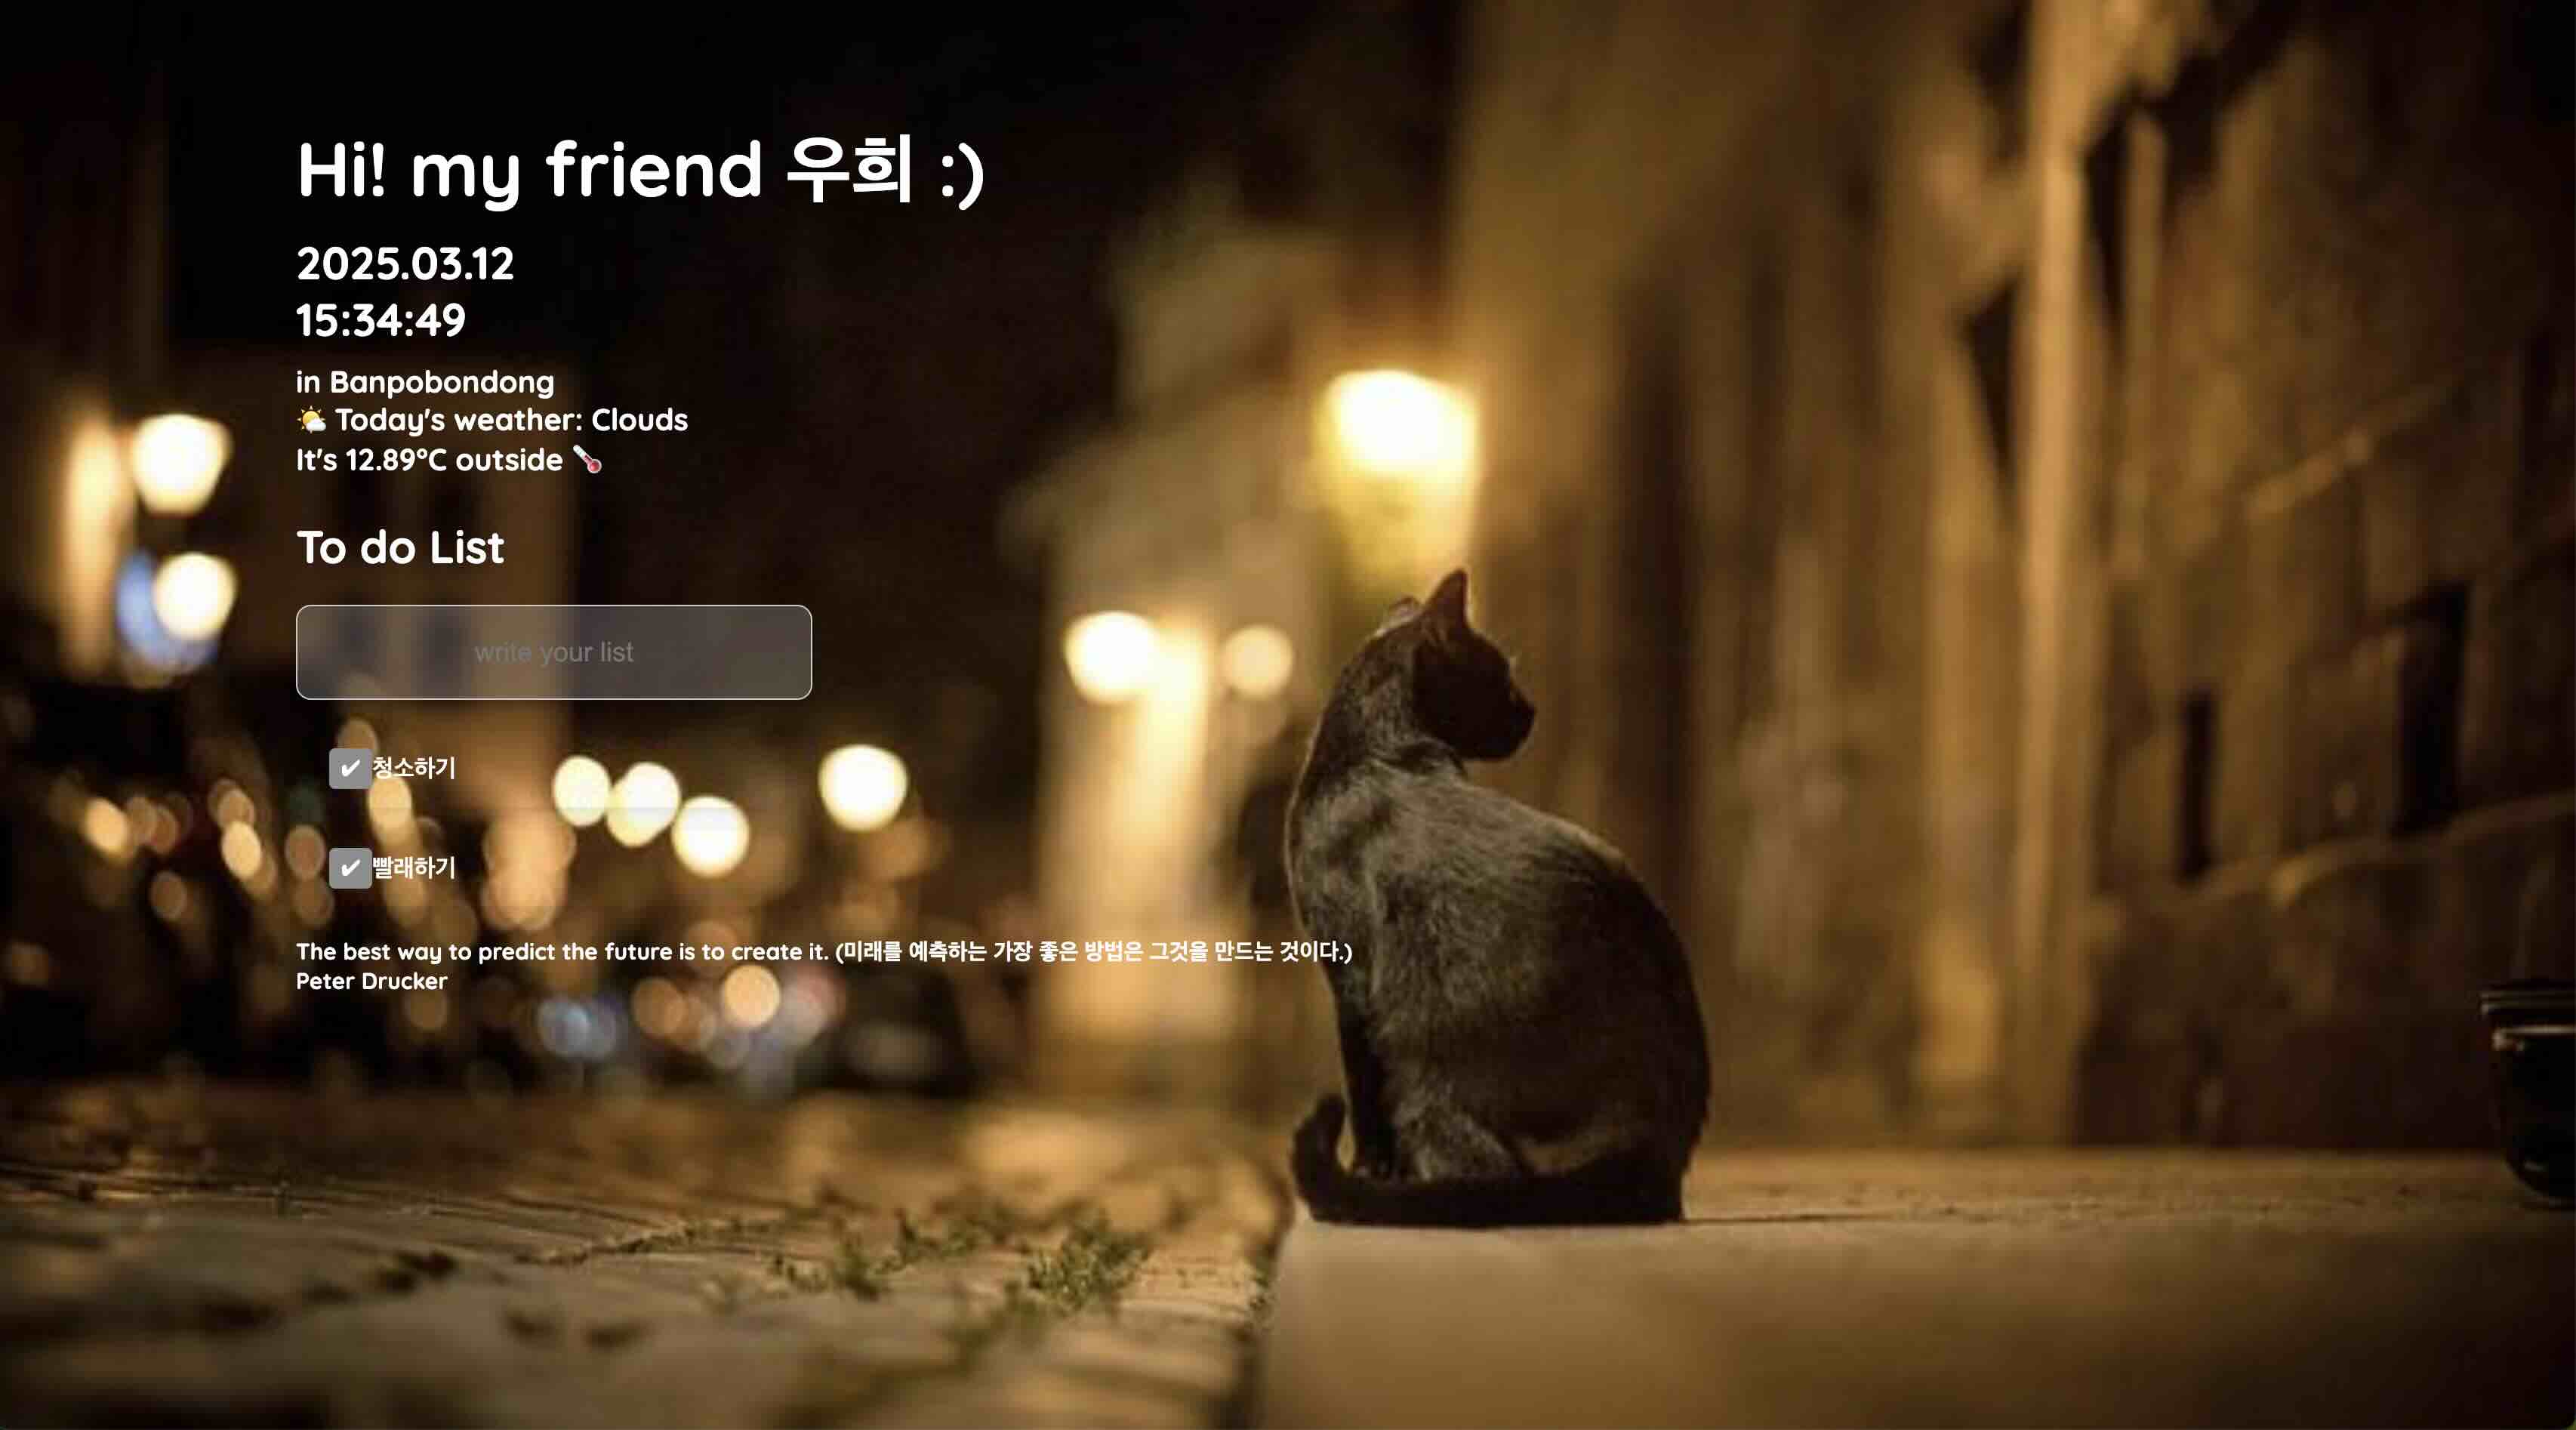 Hi! my friend 우희 :)
2025.03.12
15:34:49
in Banpobondong
🌤️ Today's weather: Clouds
It's 12.89°C outside 🌡️
To do List
write your list
✔ 청소하기
✔ 빨래하기
The best way to predict the future is to create it. (미래를 예측하는 가장 좋은 방법은 그것을 만드는 것이다.)
Peter Drucker